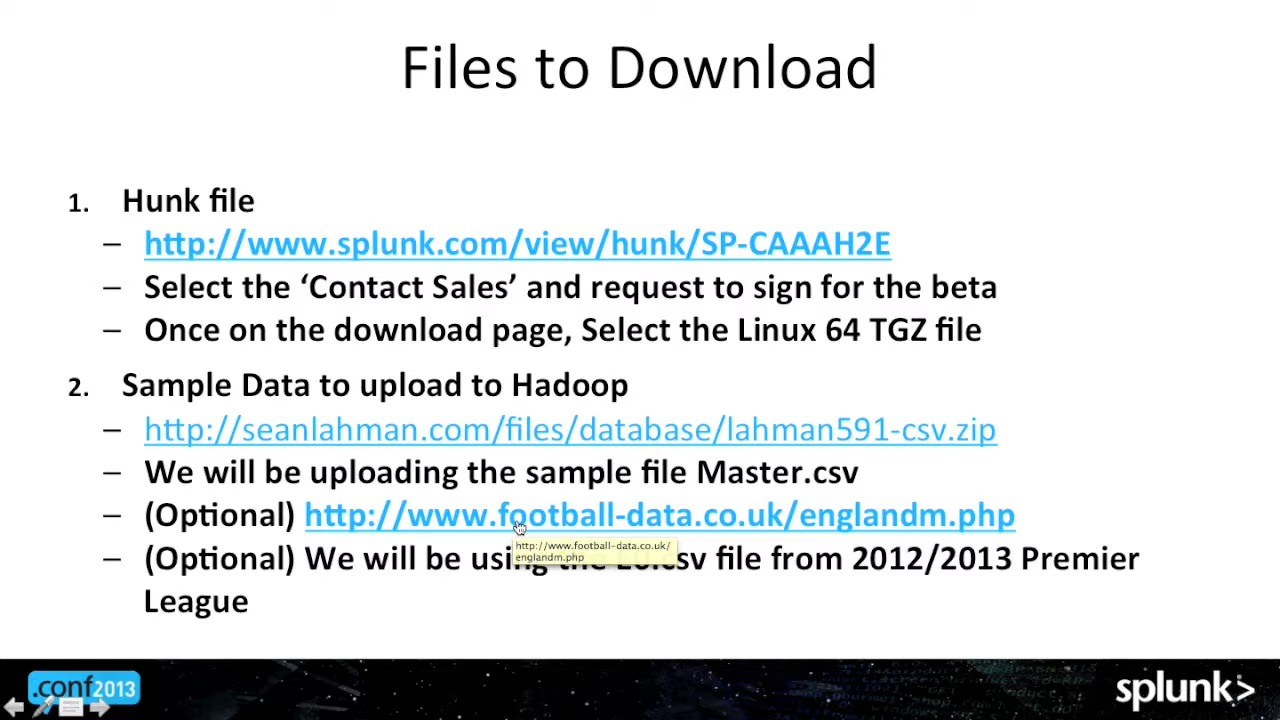 Files to Download
1. Hunk file
– http://www.splunk.com/view/hunk/SP-CAAAH2E
– Select the ‘Contact Sales’ and request to sign for the beta
– Once on the download page, Select the Linux 64 TGZ file
2. Sample Data to upload to Hadoop
– http://seanlahman.com/files/database/lahman591-csv.zip
– We will be uploading the sample file Master.csv
– (Optional) http://www.football-data.co.uk/englandm.php
http://www.football-data.co.uk/
englandm.php
– (Optional) We will be using the file from 2012/2013 Premier
League
.conf2013
splunk>